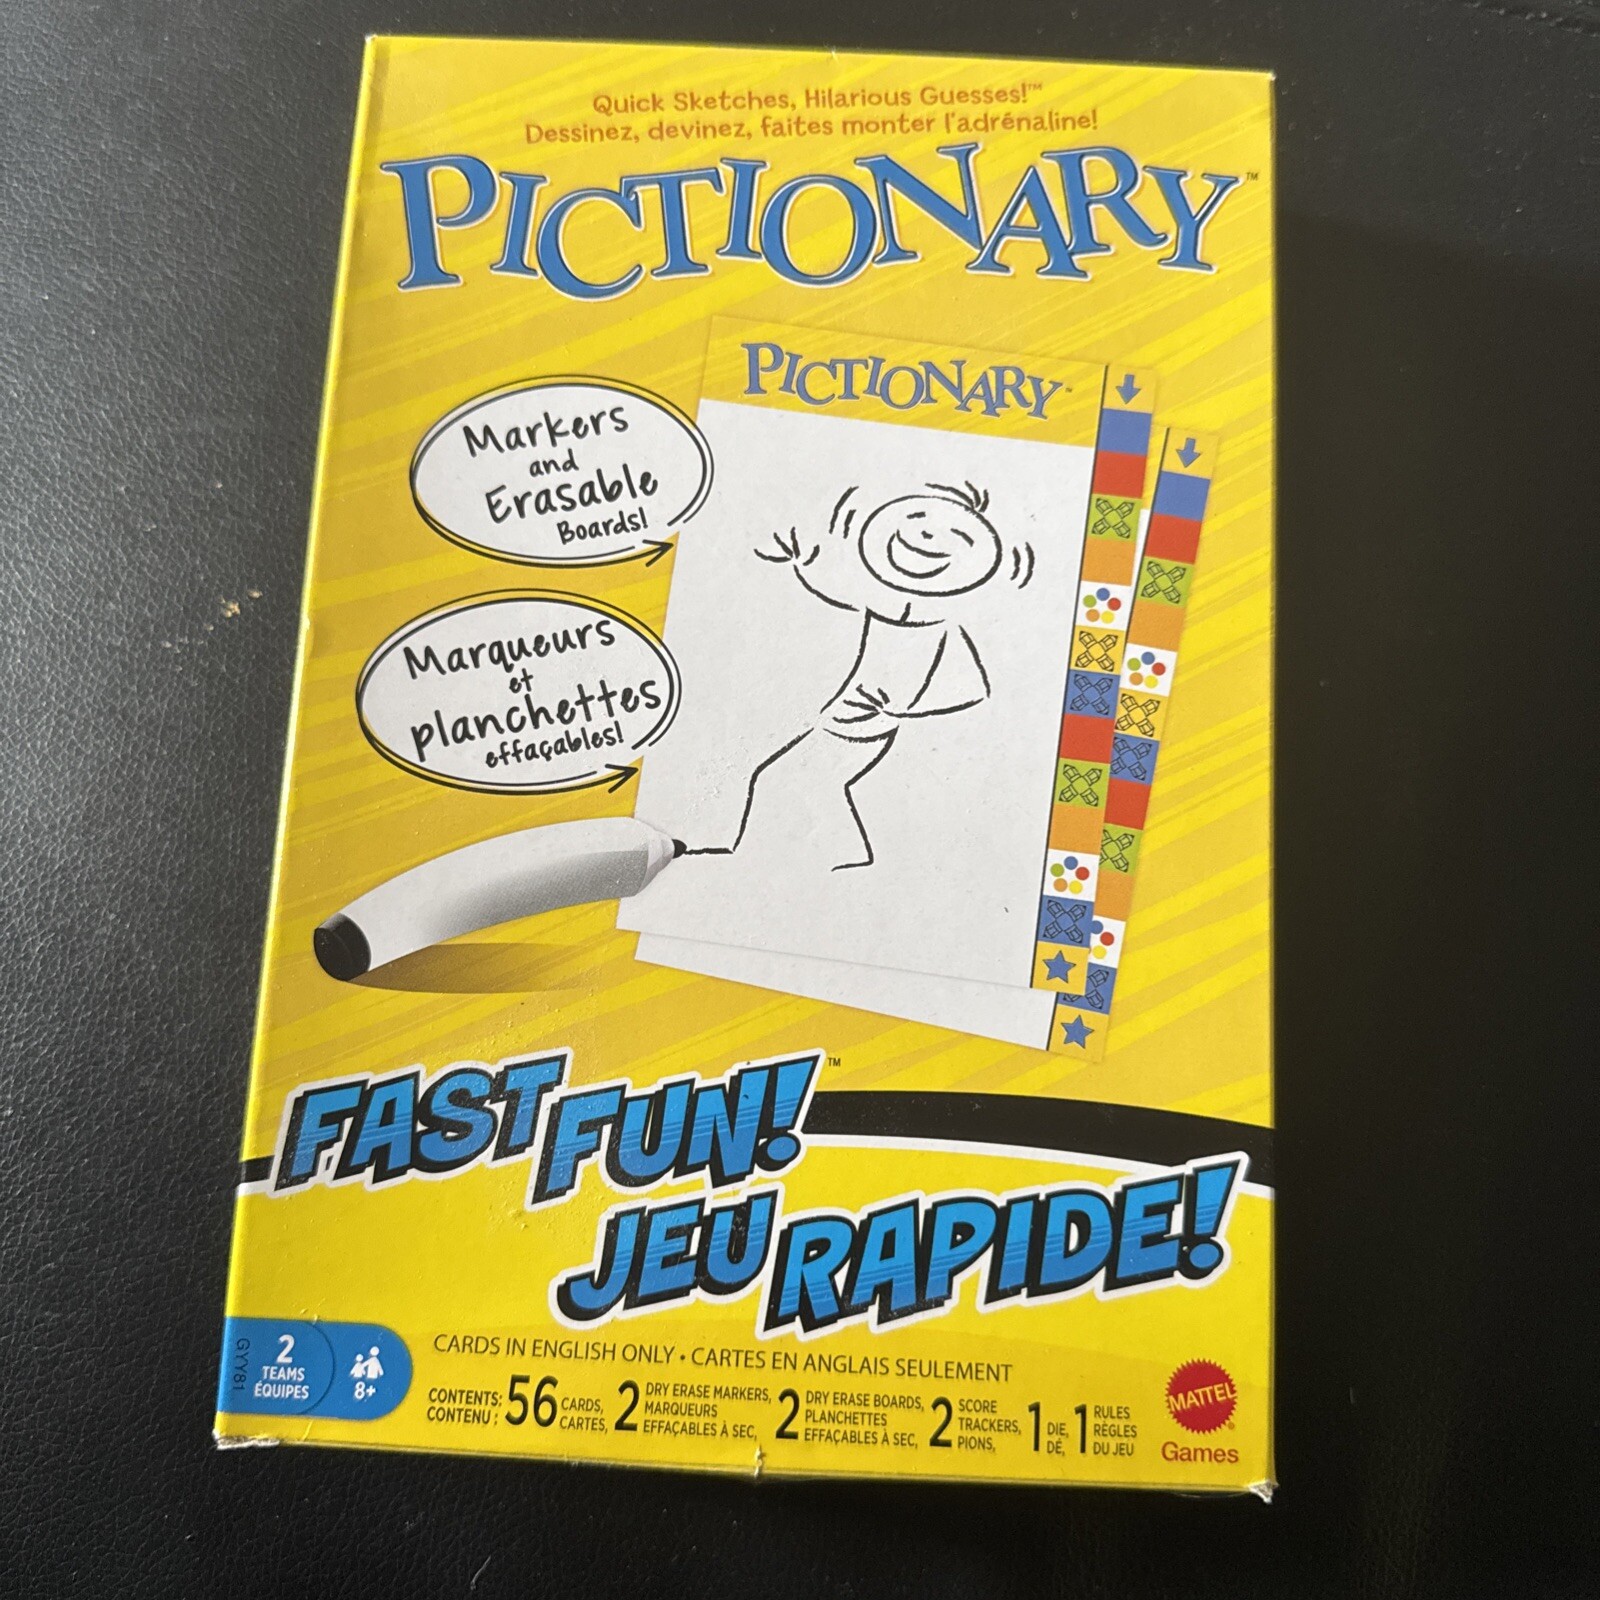 Quick Sketches, Hilarious Guesses!™
Dessinez, devinez, faites monter l'adrénaline!
PICTIONARY™
PICTIONARY™
Markers
and
Erasable
Boards!
Marqueurs
et
planchettes
effaçables!
FAST FUN!™
JEU RAPIDE!
GYY81
2
TEAMS
ÉQUIPES
8+
CARDS IN ENGLISH ONLY • CARTES EN ANGLAIS SEULEMENT
CONTENTS:
CONTENU :
56
CARDS,
CARTES,
2
DRY ERASE MARKERS,
MARQUEURS
EFFAÇABLES À SEC,
2
DRY ERASE BOARDS,
PLANCHETTES
EFFAÇABLES À SEC,
2
SCORE
TRACKERS,
PIONS,
1
DIE,
DÉ,
1
RULES
RÈGLES
DU JEU
MATTEL®
Games